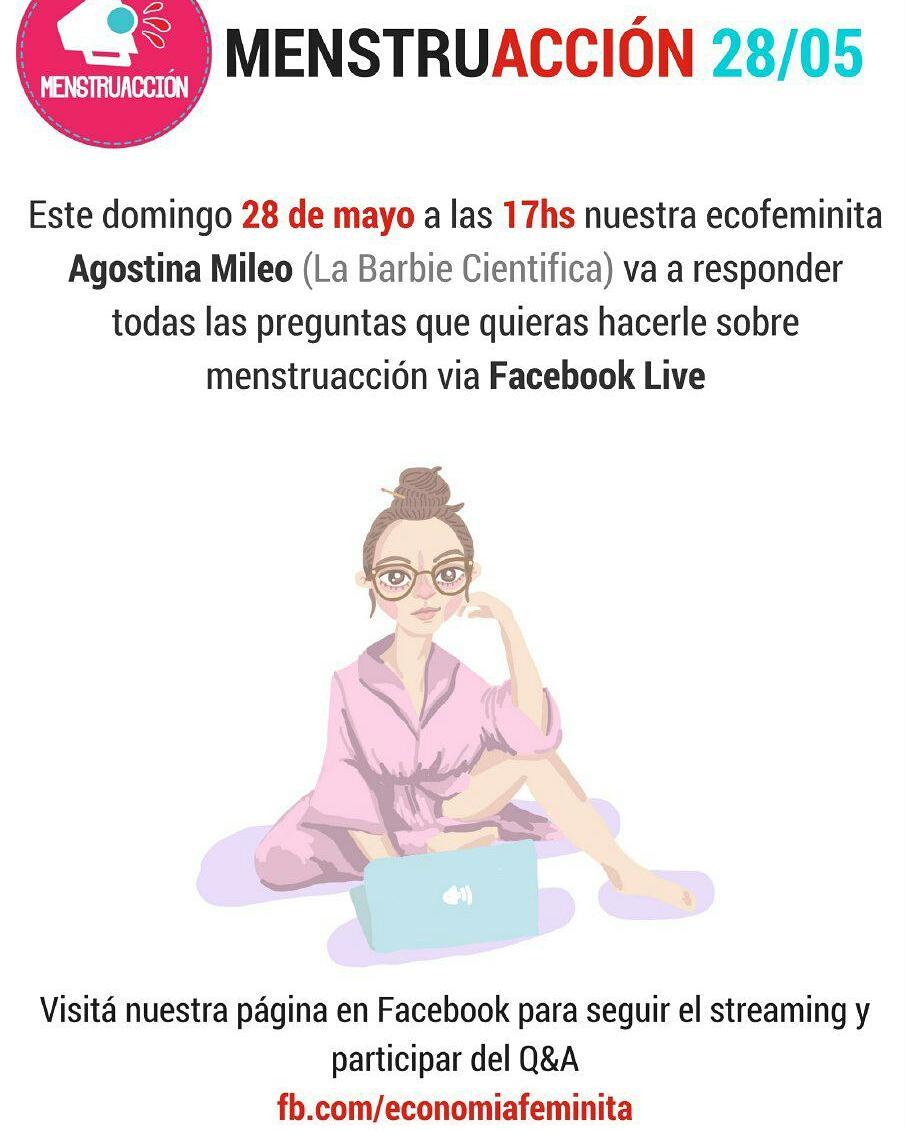 MENSTRUACCIÓN
MENSTRUACCIÓN 28/05
Este domingo 28 de mayo a las 17hs nuestra ecofeminita
Agostina Mileo (La Barbie Cientifica) va a responder
todas las preguntas que quieras hacerle sobre
menstruacción via Facebook Live
Visitá nuestra página en Facebook para seguir el streaming y
participar del Q&A
fb.com/economiafeminita